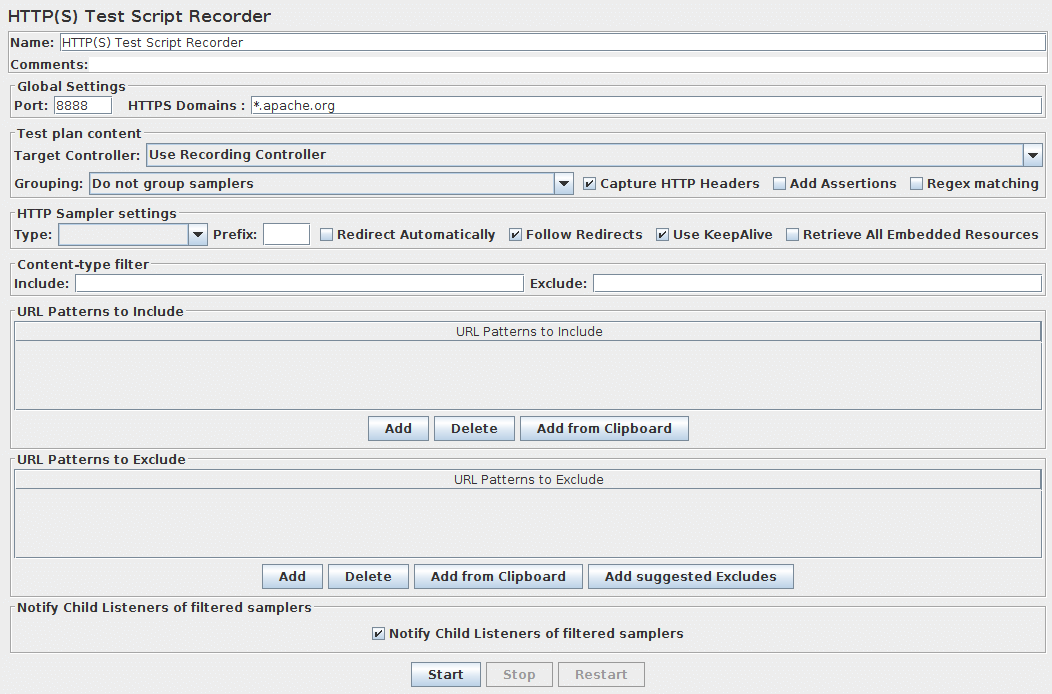 HTTP(S) Test Script Recorder
Name: HTTP(S) Test Script Recorder
Comments:
Global Settings
Port: 8888 HTTPS Domains : *.apache.org
Test plan content
Target Controller: Use Recording Controller
Grouping: Do not group samplers Capture HTTP Headers Add Assertions Regex matching
HTTP Sampler settings
Type: Prefix: Redirect Automatically Follow Redirects Use KeepAlive Retrieve All Embedded Resources
Content-type filter
Include: Exclude:
URL Patterns to Include
URL Patterns to Include
Add Delete Add from Clipboard
URL Patterns to Exclude
URL Patterns to Exclude
Add Delete Add from Clipboard Add suggested Excludes
Notify Child Listeners of filtered samplers
Notify Child Listeners of filtered samplers
Start Stop Restart